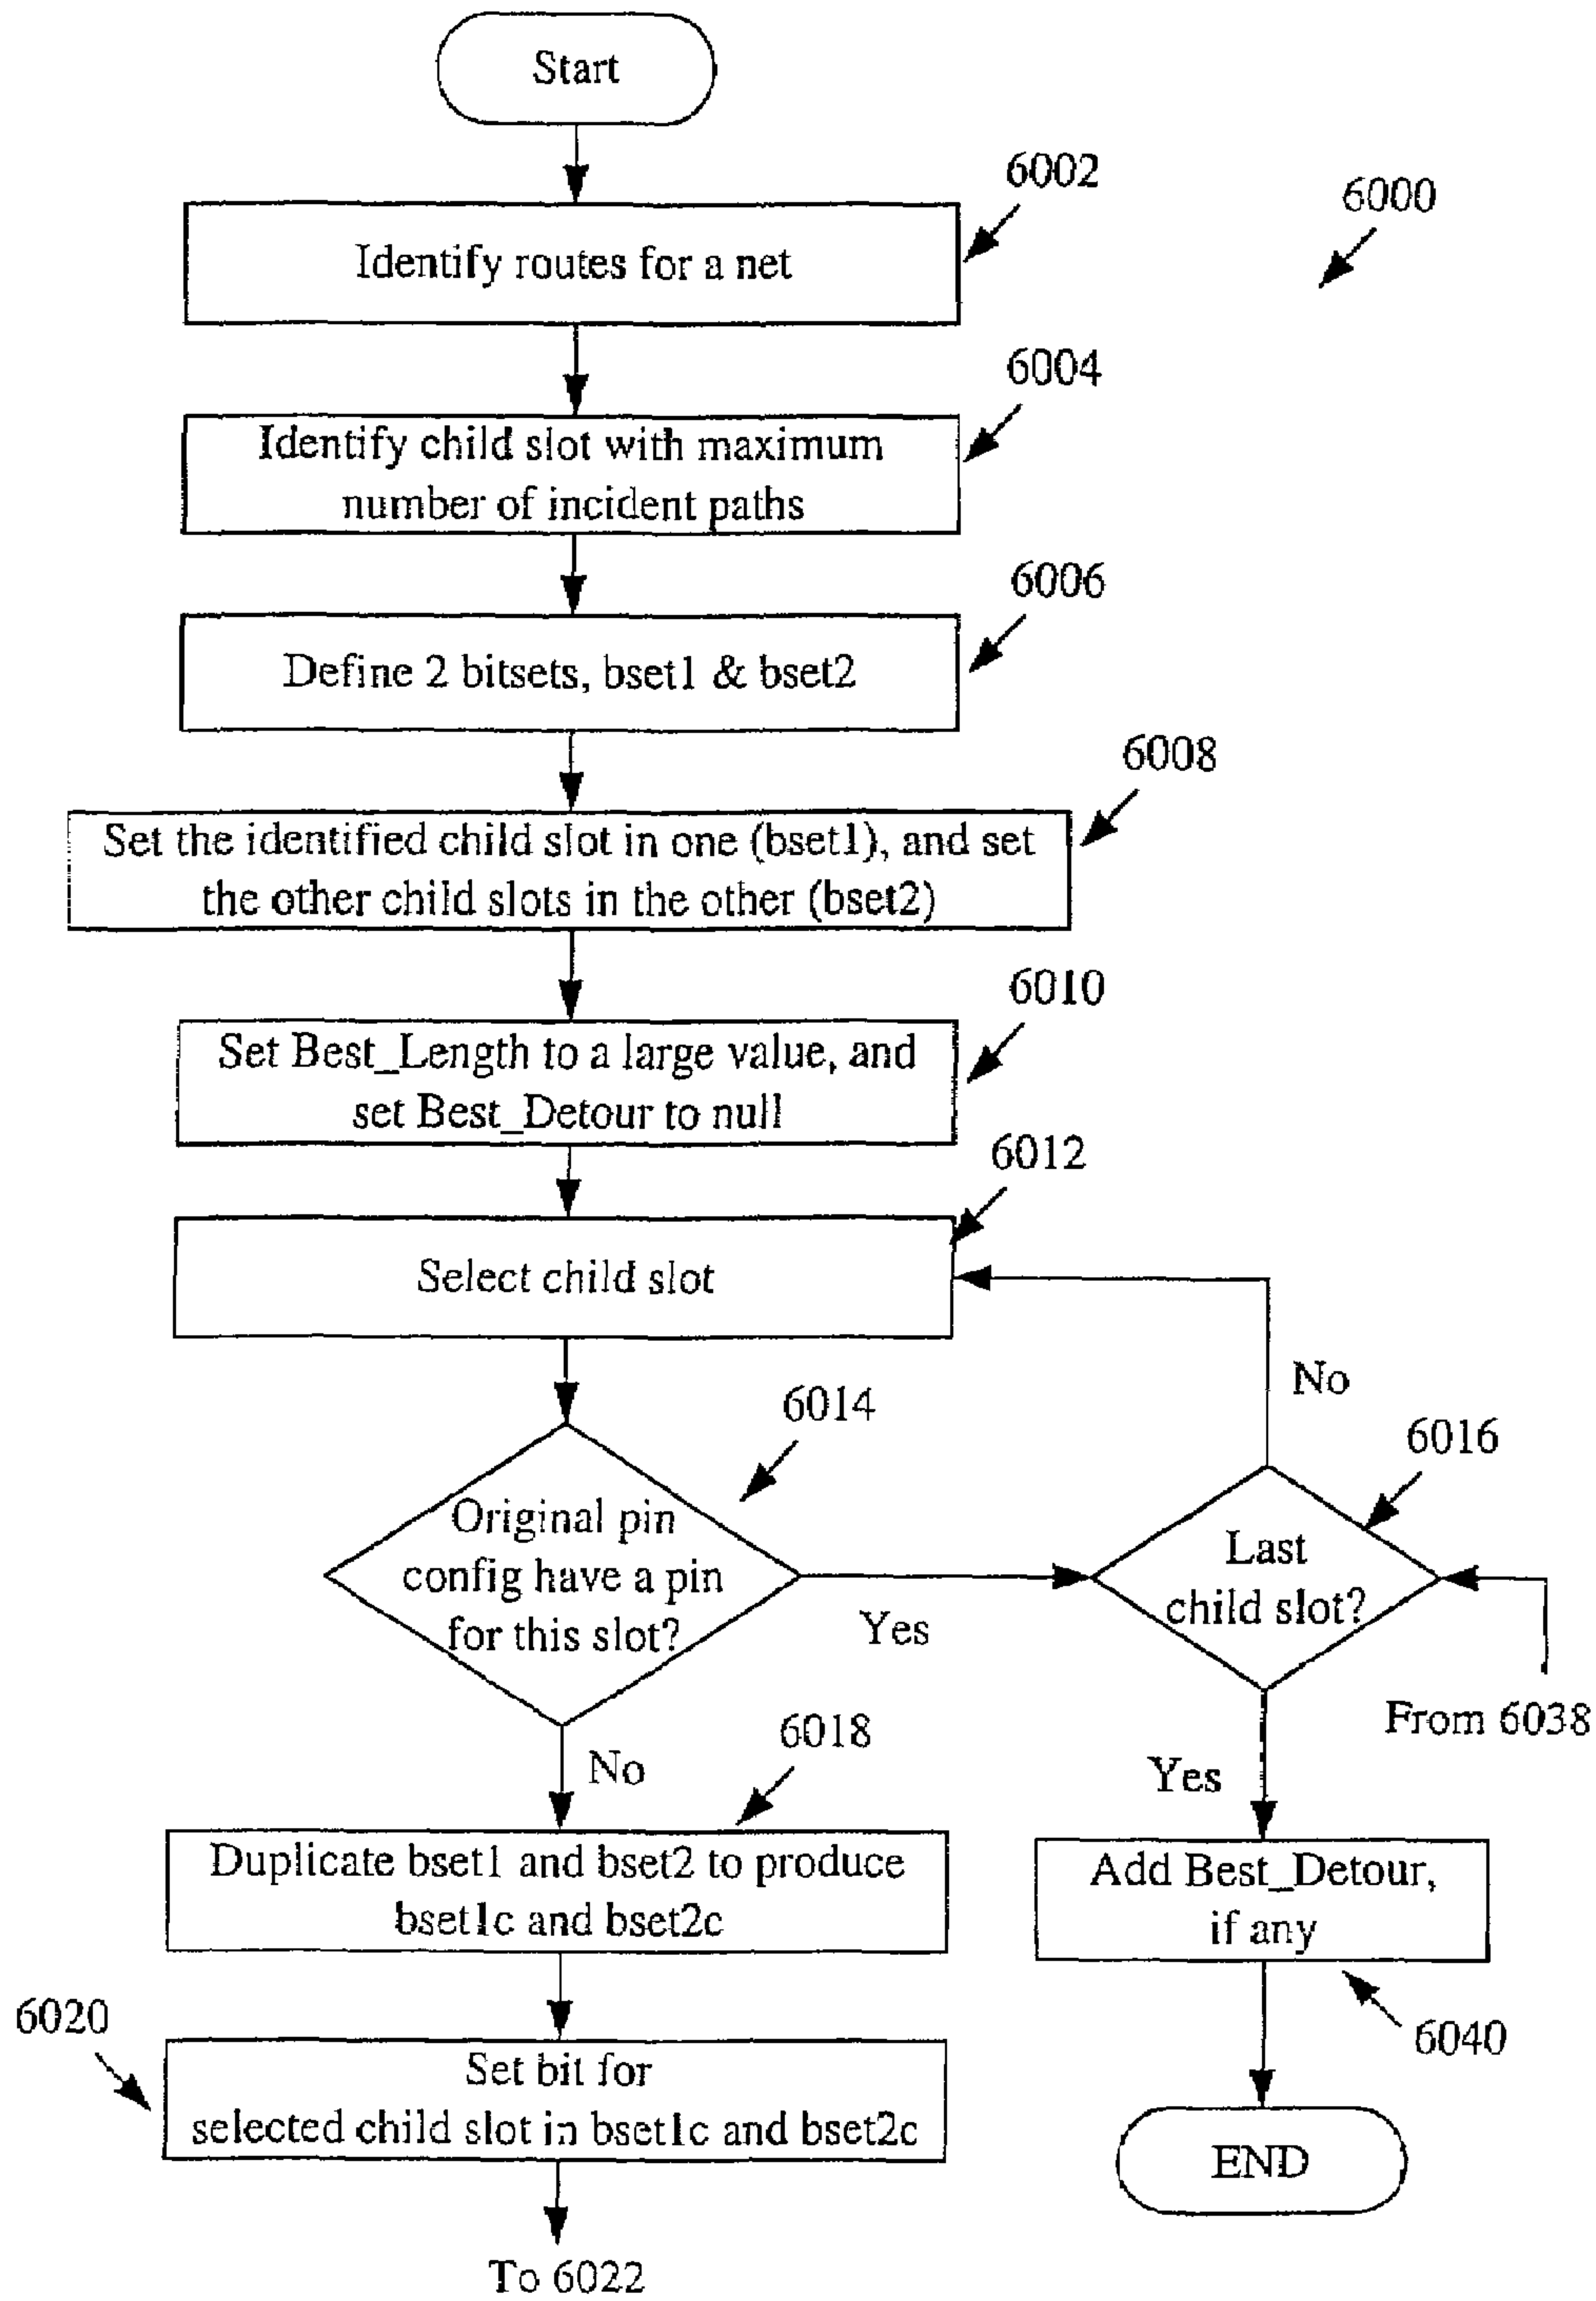 Start
6002
6000
Identify routes for a net
6004
Identify child slot with maximum
number of incident paths
6006
Define 2 bitsets, bset1 & bset2
6008
Set the identified child slot in one (bset1), and set
the other child slots in the other (bset2)
6010
Set Best_Length to a large value, and
set Best_Detour to null
6012
Select child slot
No
6014
6016
Original pin
config have a pin
for this slot?
Yes
Last
child slot?
From 6038
6018
No
Yes
Duplicate bset1 and bset2 to produce
bset1c and bset2c
Add Best_Detour,
if any
6020
6040
Set bit for
selected child slot in bset1c and bset2c
END
To 6022